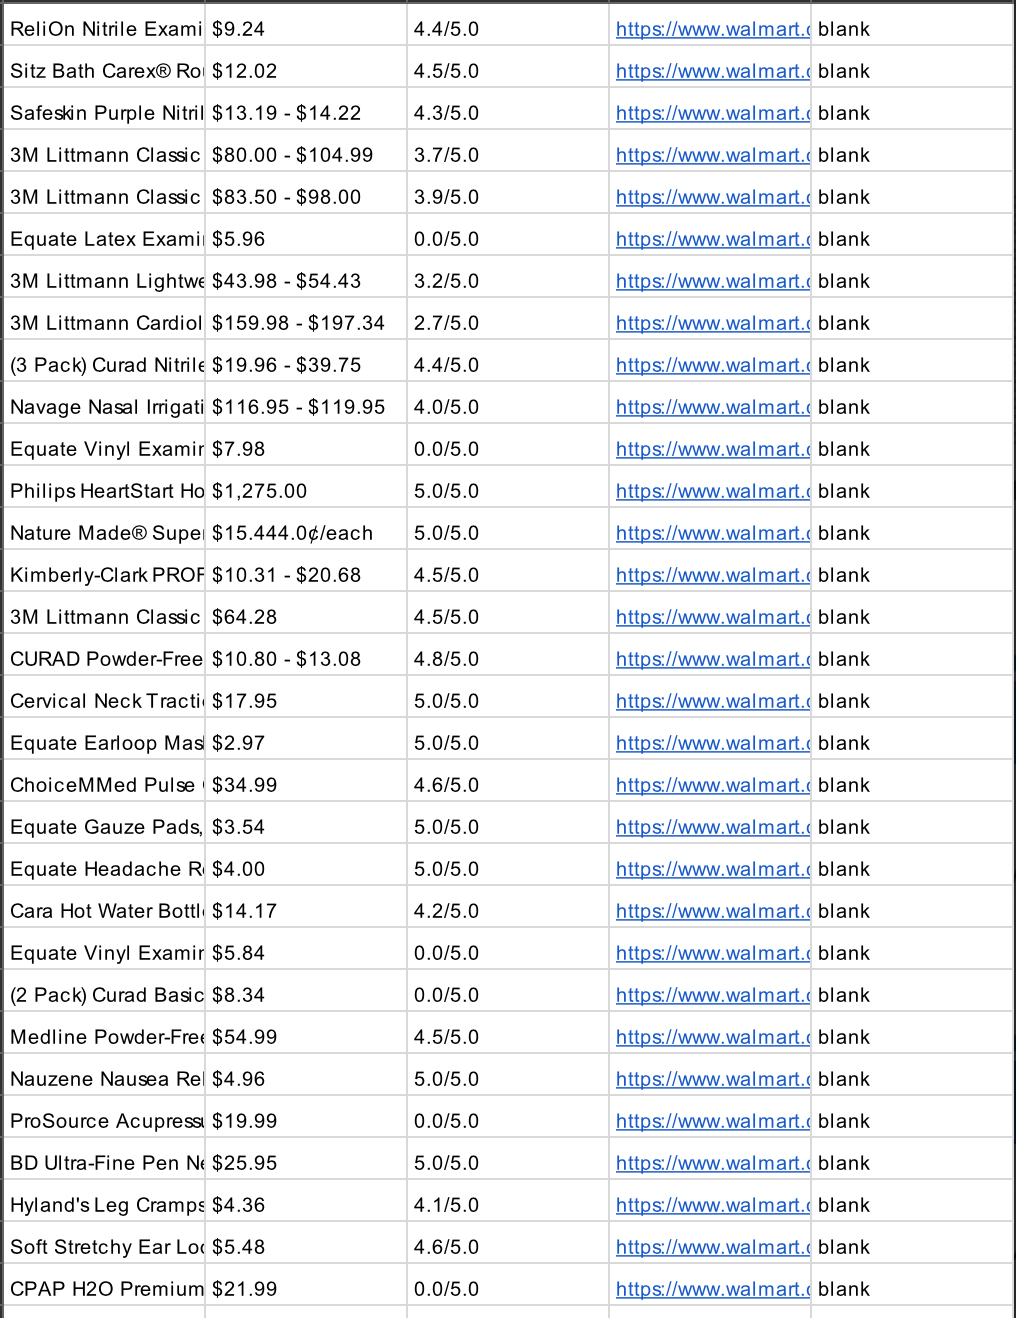 ReliOn Nitrile Exami $9.24 4.4/5.0 https://www.walmart.c blank
Sitz Bath Carex® Ro $12.02 4.5/5.0 https://www.walmart.c blank
Safeskin Purple Nitril $13.19 - $14.22 4.3/5.0 https://www.walmart.c blank
3M Littmann Classic $80.00 - $104.99 3.7/5.0 https://www.walmart.c blank
3M Littmann Classic $83.50 - $98.00 3.9/5.0 https://www.walmart.c blank
Equate Latex Exami $5.96 0.0/5.0 https://www.walmart.c blank
3M Littmann Lightwe $43.98 - $54.43 3.2/5.0 https://www.walmart.c blank
3M Littmann Cardiol $159.98 - $197.34 2.7/5.0 https://www.walmart.c blank
(3 Pack) Curad Nitrile $19.96 - $39.75 4.4/5.0 https://www.walmart.c blank
Navage Nasal Irrigati $116.95 - $119.95 4.0/5.0 https://www.walmart.c blank
Equate Vinyl Examin $7.98 0.0/5.0 https://www.walmart.c blank
Philips HeartStart Ho $1,275.00 5.0/5.0 https://www.walmart.c blank
Nature Made® Super $15.444.0¢/each 5.0/5.0 https://www.walmart.c blank
Kimberly-Clark PROF $10.31 - $20.68 4.5/5.0 https://www.walmart.c blank
3M Littmann Classic $64.28 4.5/5.0 https://www.walmart.c blank
CURAD Powder-Free $10.80 - $13.08 4.8/5.0 https://www.walmart.c blank
Cervical Neck Tracti $17.95 5.0/5.0 https://www.walmart.c blank
Equate Earloop Mas $2.97 5.0/5.0 https://www.walmart.c blank
ChoiceMMed Pulse $34.99 4.6/5.0 https://www.walmart.c blank
Equate Gauze Pads, $3.54 5.0/5.0 https://www.walmart.c blank
Equate Headache R $4.00 5.0/5.0 https://www.walmart.c blank
Cara Hot Water Bottl $14.17 4.2/5.0 https://www.walmart.c blank
Equate Vinyl Examin $5.84 0.0/5.0 https://www.walmart.c blank
(2 Pack) Curad Basic $8.34 0.0/5.0 https://www.walmart.c blank
Medline Powder-Free $54.99 4.5/5.0 https://www.walmart.c blank
Nauzene Nausea Rel $4.96 5.0/5.0 https://www.walmart.c blank
ProSource Acupressu $19.99 0.0/5.0 https://www.walmart.c blank
BD Ultra-Fine Pen Ne $25.95 5.0/5.0 https://www.walmart.c blank
Hyland's Leg Cramps $4.36 4.1/5.0 https://www.walmart.c blank
Soft Stretchy Ear Loo $5.48 4.6/5.0 https://www.walmart.c blank
CPAP H2O Premium $21.99 0.0/5.0 https://www.walmart.c blank